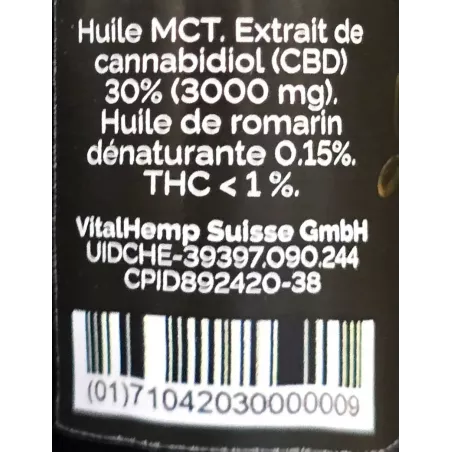 Huile MCT. Extrait de
cannabidiol (CBD)
30% (3000 mg).
Huile de romarin
dénaturante 0.15%.
THC < 1 %.
VitalHemp Suisse GmbH
UIDCHE-39397.090.244
CPID892420-38
(01)71042030000009